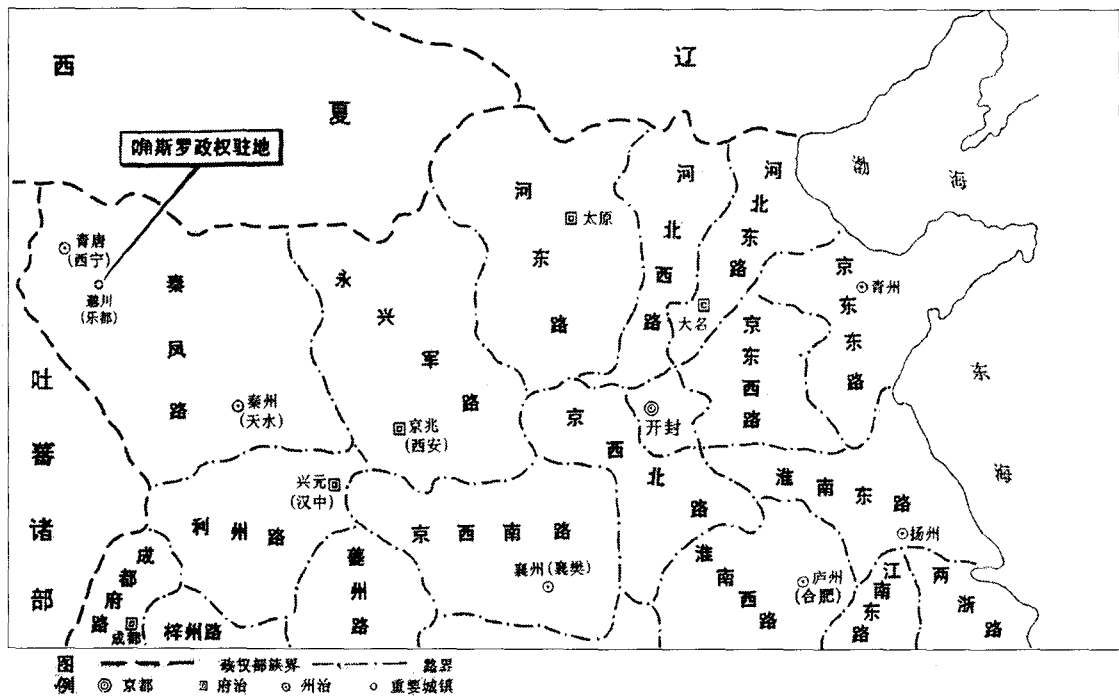 西夏
辽
唃斯罗政权驻地
青唐
(西宁)
邈川
(乐都)
秦凤路
秦州
(天水)
永兴军路
京兆
(西安)
河东路
太原
河北西路
河北东路
大名
渤海
京东东路
青州
京东西路
东海
开封
京西北路
淮南东路
扬州
吐蕃诸部
兴元
(汉中)
利州路
京西南路
襄州(襄樊)
夔州路
成都府路
成都
梓州路
淮南西路
庐州
(合肥)
江南东路
两浙路
图例
政权部族界
路界
京都
府治
州治
重要城镇